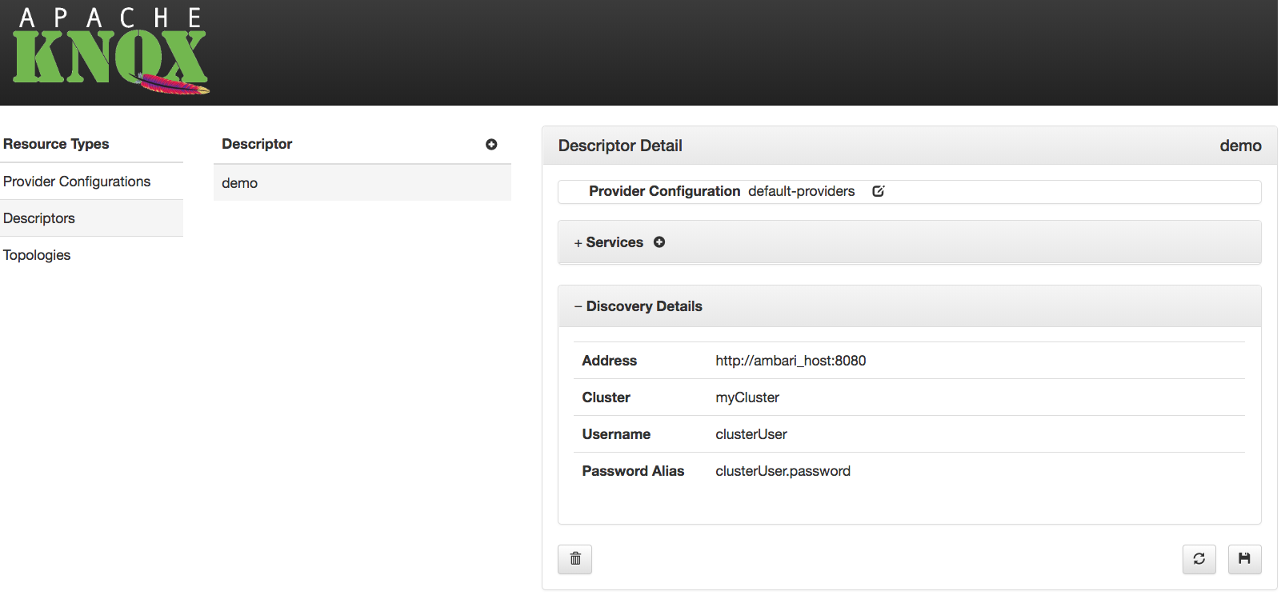 APACHE
KNOX
Resource Types
Provider Configurations
Descriptors
Topologies
Descriptor
demo
Descriptor Detail demo
Provider Configuration default-providers
+ Services
– Discovery Details
Address http://ambari_host:8080
Cluster myCluster
Username clusterUser
Password Alias clusterUser.password